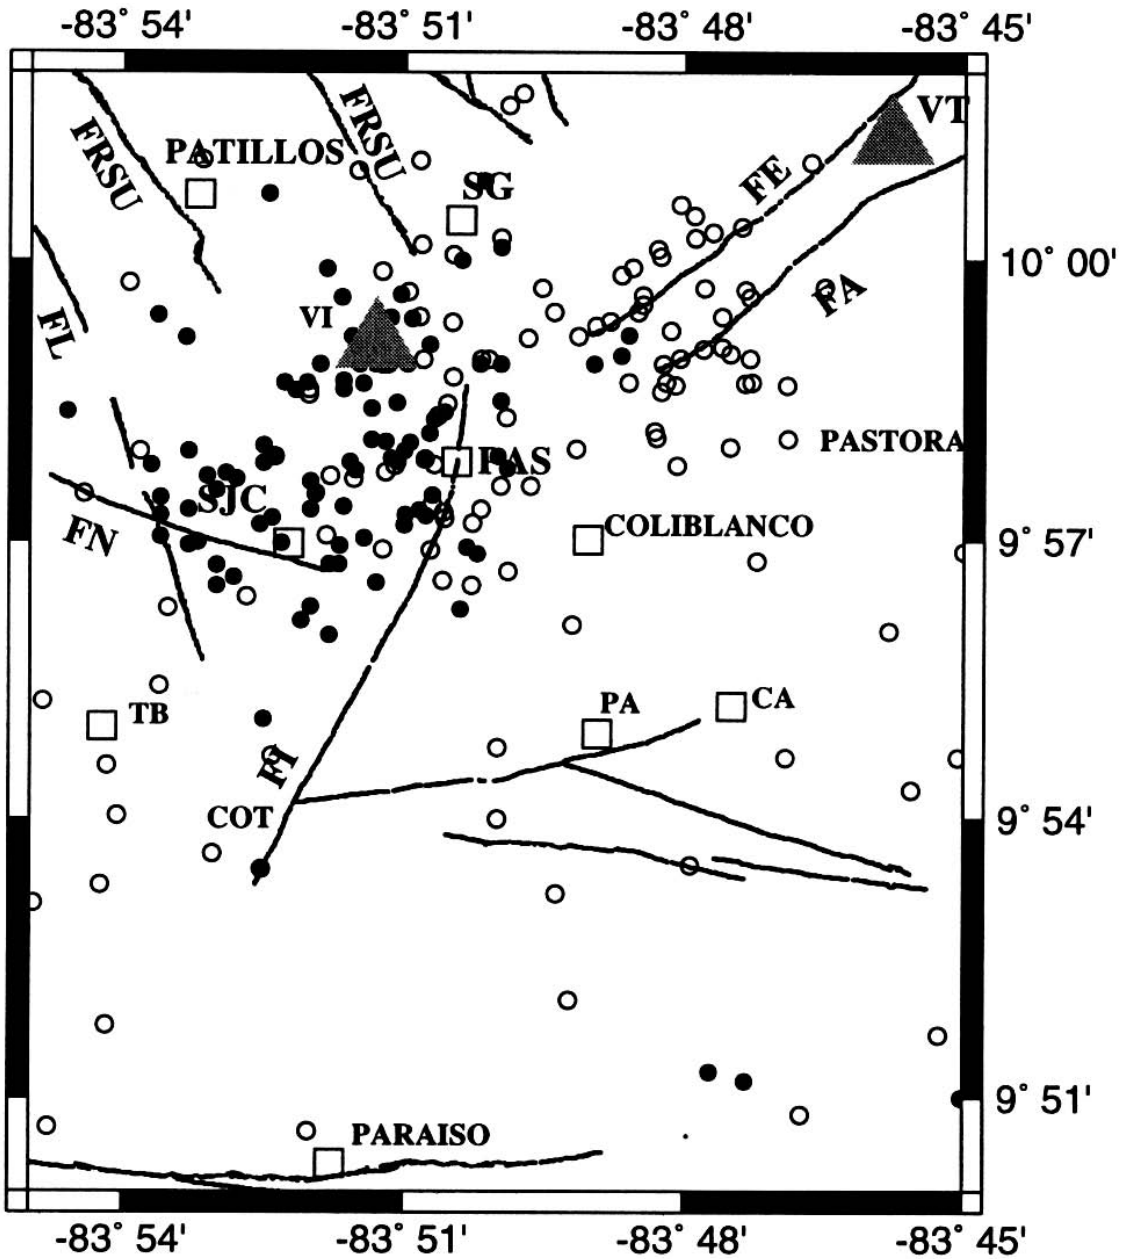 -83° 54'
-83° 51'
-83° 48'
-83° 45'
VT
FRSU
FRSU
PATILLOS
SG
FE
10° 00'
FA
VI
FL
PASTORA
PAS
SJC
COLIBLANCO
FN
9° 57'
TB
PA
CA
FI
COT
9° 54'
9° 51'
PARAISO
-83° 54'
-83° 51'
-83° 48'
-83° 45'